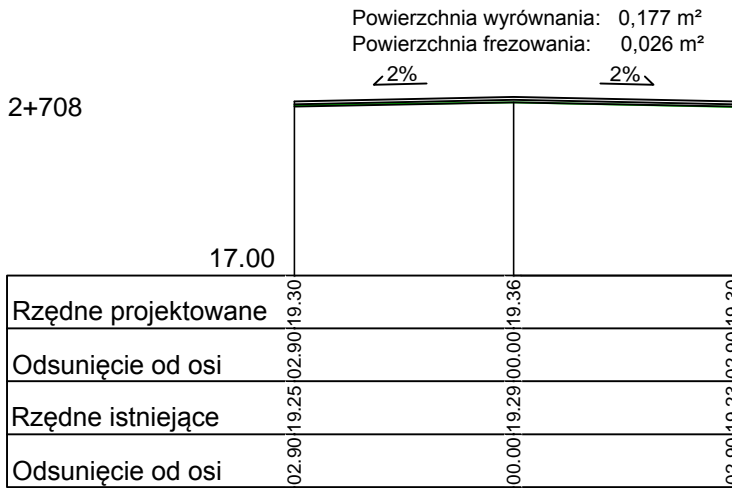 Powierzchnia wyrównania: 0,177 m²
Powierzchnia frezowania: 0,026 m²
2% 2%
2+708
17.00
Rzędne projektowane 19.30 19.36
Odsunięcie od osi 02.90 00.00
Rzędne istniejące 19.25 19.29
Odsunięcie od osi 02.90 00.00